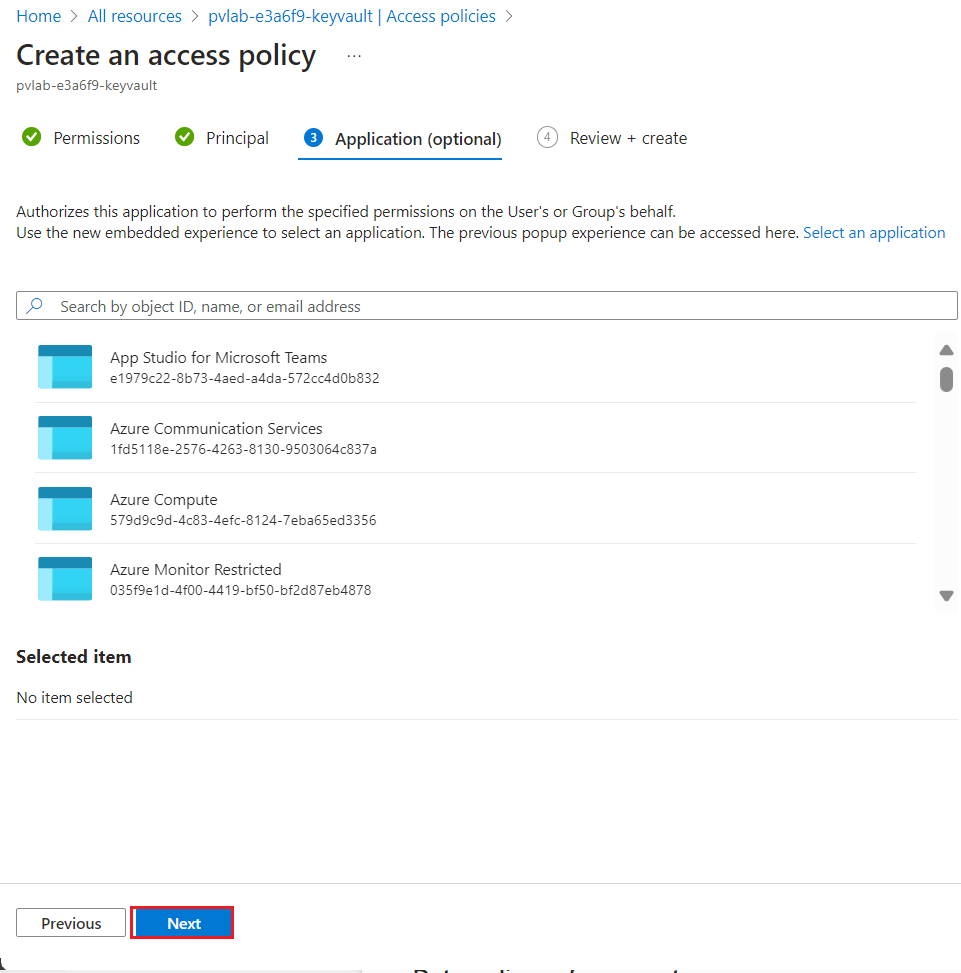 Home > All resources > pvlab-e3a6f9-keyvault | Access policies >
Create an access policy ...
pvlab-e3a6f9-keyvault
Permissions Principal 3 Application (optional) 4 Review + create
Authorizes this application to perform the specified permissions on the User's or Group's behalf.
Use the new embedded experience to select an application. The previous popup experience can be accessed here. Select an application
Search by object ID, name, or email address
App Studio for Microsoft Teams
e1979c22-8b73-4aed-a4da-572cc4d0b832
Azure Communication Services
1fd5118e-2576-4263-8130-9503064c837a
Azure Compute
579d9c9d-4c83-4efc-8124-7eba65ed3356
Azure Monitor Restricted
035f9e1d-4f00-4419-bf50-bf2d87eb4878
Selected item
No item selected
Previous Next